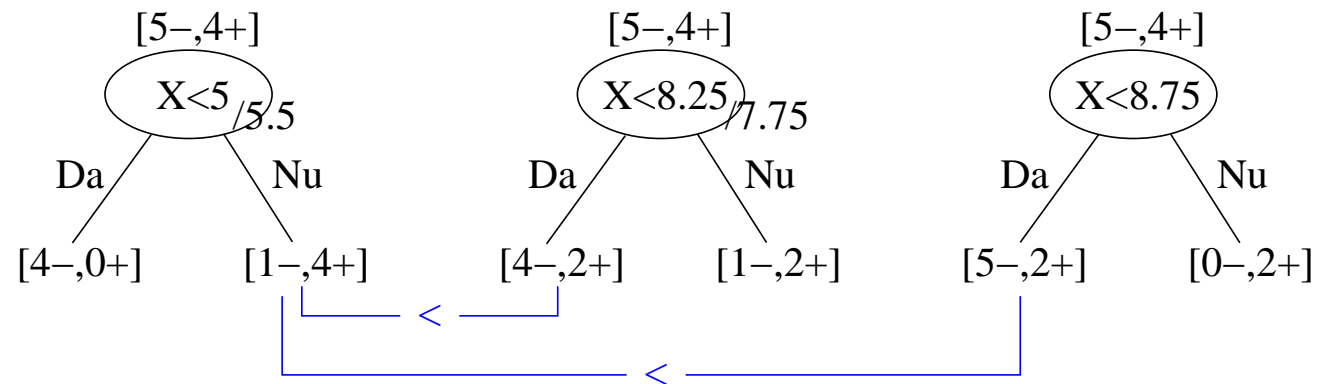 [5−,4+] [5−,4+] [5−,4+]
X<5 /5.5 X<8.25 /7.75 X<8.75
Da Nu Da Nu Da Nu
[4−,0+] [1−,4+] [4−,2+] [1−,2+] [5−,2+] [0−,2+]
<
<